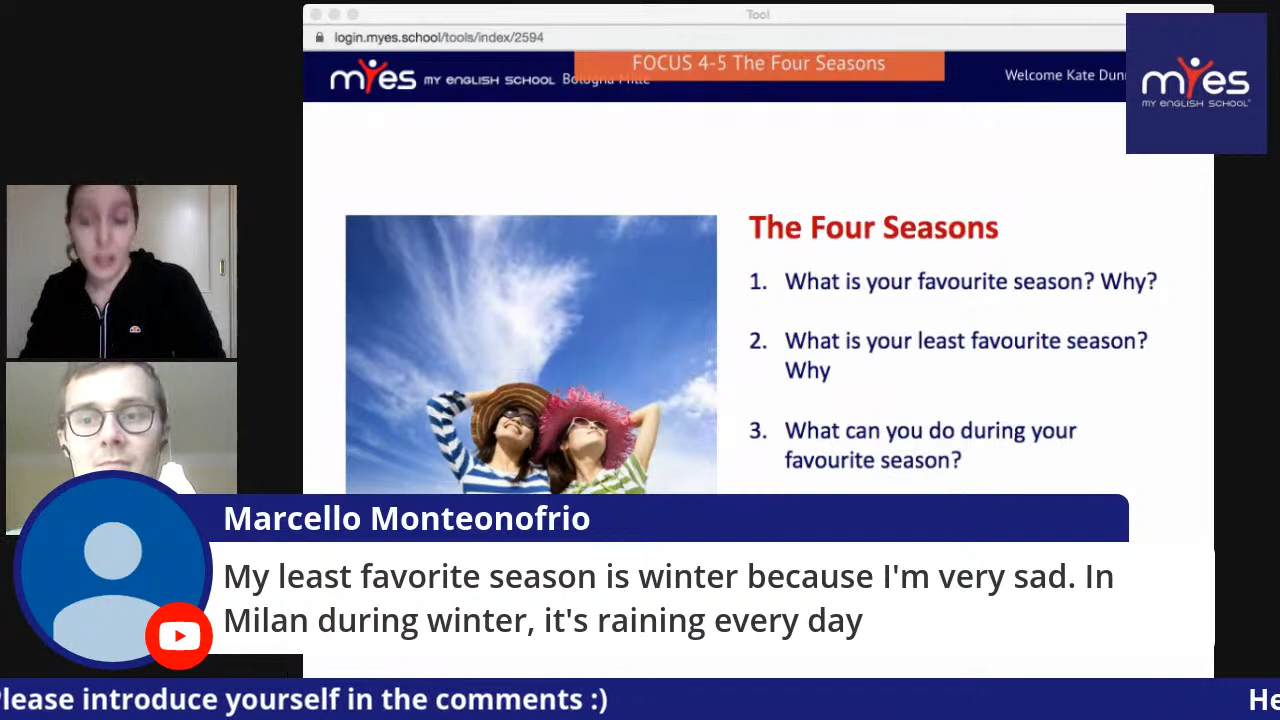 Tool
login.myes.school/tools/index/2594
FOCUS 4-5 The Four Seasons
myes MY ENGLISH SCHOOL Bologna Mille
Welcome Kate Dun
myes
MY ENGLISH SCHOOL
The Four Seasons
1. What is your favourite season? Why?
2. What is your least favourite season?
Why
3. What can you do during your
favourite season?
Marcello Monteonofrio
My least favorite season is winter because I'm very sad. In
Milan during winter, it's raining every day
Please introduce yourself in the comments :)
He